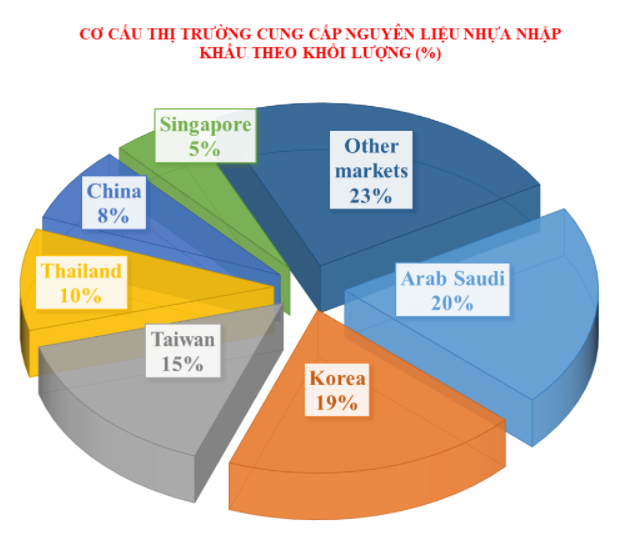 CƠ CẤU THỊ TRƯỜNG CUNG CẤP NGUYÊN LIỆU NHỰA NHẬP
KHẨU THEO KHỐI LƯỢNG (%)
Singapore
5%
Other
markets
23%
China
8%
Thailand
10%
Arab Saudi
20%
Taiwan
15%
Korea
19%